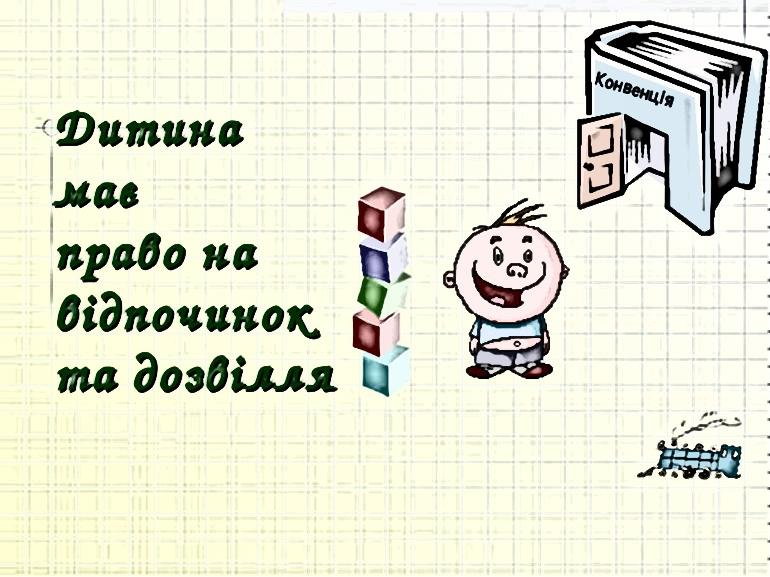 Дитина
має
право на
відпочинок
та дозвілля
Конвенція